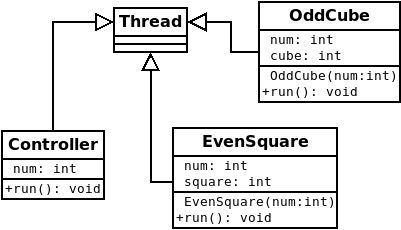 Thread
OddCube
num: int
cube: int
OddCube(num:int)
+run(): void
Controller
num: int
+run(): void
EvenSquare
num: int
square: int
EvenSquare(num:int)
+run(): void